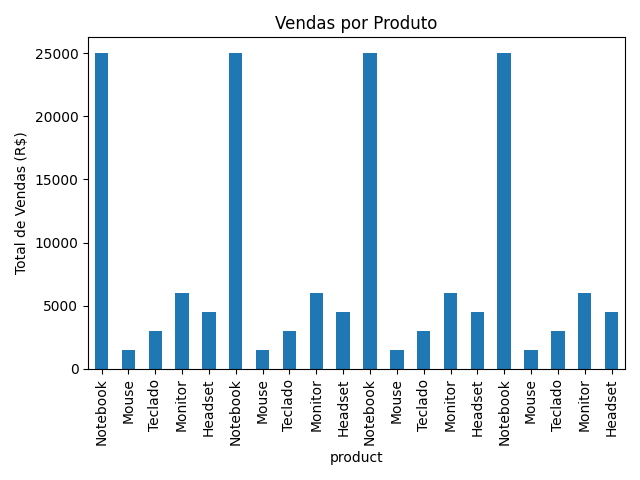 Vendas por Produto
Total de Vendas (R$)
25000
20000
15000
10000
5000
0
Notebook
Mouse
Teclado
Monitor
Headset
Notebook
Mouse
Teclado
Monitor
Headset
Notebook
Mouse
Teclado
Monitor
Headset
Notebook
Mouse
Teclado
Monitor
Headset
product